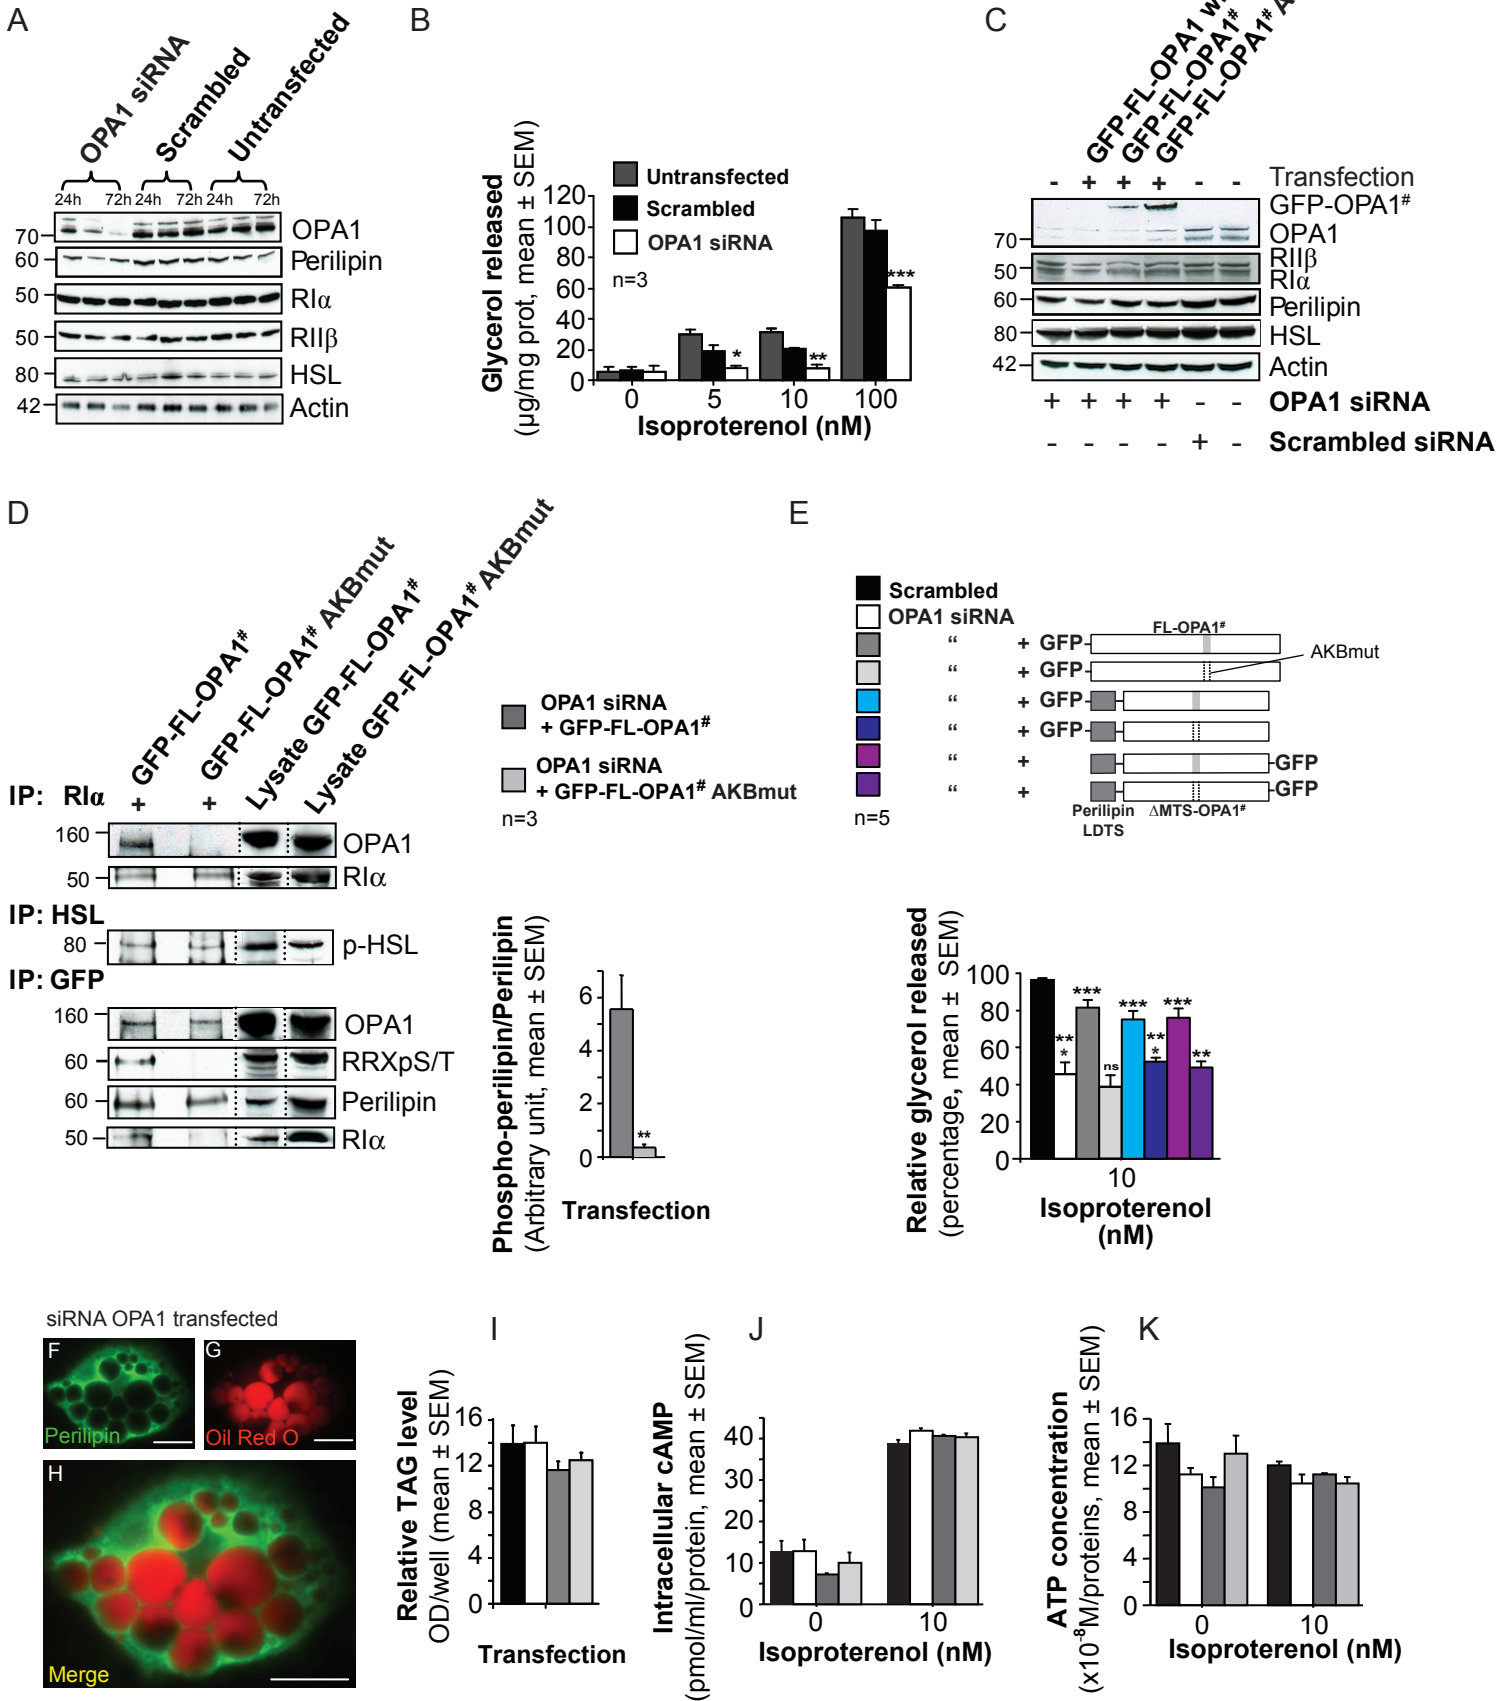 A
OPA1 siRNA
Scrambled
Untransfected
24h 72h 24h 72h 24h 72h
70 OPA1
60 Perilipin
50 RIα
50 RIIβ
80 HSL
42 Actin
B
Glycerol released
(µg/mg prot, mean ± SEM)
Untransfected
Scrambled
OPA1 siRNA
n=3
120
100
80
60
40
20
0
* ** ***
0 5 10 100
Isoproterenol (nM)
C
GFP-FL-OPA1
GFP-FL-OPA1#
GFP-FL-OPA1#
- + + + - - Transfection
GFP-OPA1#
70 OPA1
RIIβ
50 RIα
60 Perilipin
80 HSL
42 Actin
+ + + + - - OPA1 siRNA
- - - - + - Scrambled siRNA
D
GFP-FL-OPA1#
GFP-FL-OPA1# AKBmut
Lysate GFP-FL-OPA1#
Lysate GFP-FL-OPA1# AKBmut
IP: RIα + +
160 OPA1
50 RIα
IP: HSL
80 p-HSL
IP: GFP
160 OPA1
60 RRXpS/T
60 Perilipin
50 RIα
OPA1 siRNA
+ GFP-FL-OPA1#
OPA1 siRNA
+ GFP-FL-OPA1# AKBmut
n=3
Phospho-perilipin/Perilipin
(Arbitrary unit, mean ± SEM)
6
4
2
0
**
Transfection
E
Scrambled
OPA1 siRNA
FL-OPA1#
“ + GFP-
“ + GFP-
AKBmut
“ + GFP-
“ + GFP-
“ + -GFP
“ + -GFP
n=5
Perilipin
LDTS
ΔMTS-OPA1#
Relative glycerol released
(percentage, mean ± SEM)
100
80
60
40
20
0
*** *** *** *** ns *** **
10
Isoproterenol
(nM)
siRNA OPA1 transfected
F
Perilipin
G
Oil Red O
H
Merge
I
Relative TAG level
OD/well (mean ± SEM)
16
12
8
4
0
Transfection
J
Intracellular cAMP
(pmol/ml/protein, mean ± SEM)
40
30
20
10
0
0 10
Isoproterenol (nM)
K
ATP concentration
(x10-8M/proteins, mean ± SEM)
16
12
8
4
0
0 10
Isoproterenol (nM)